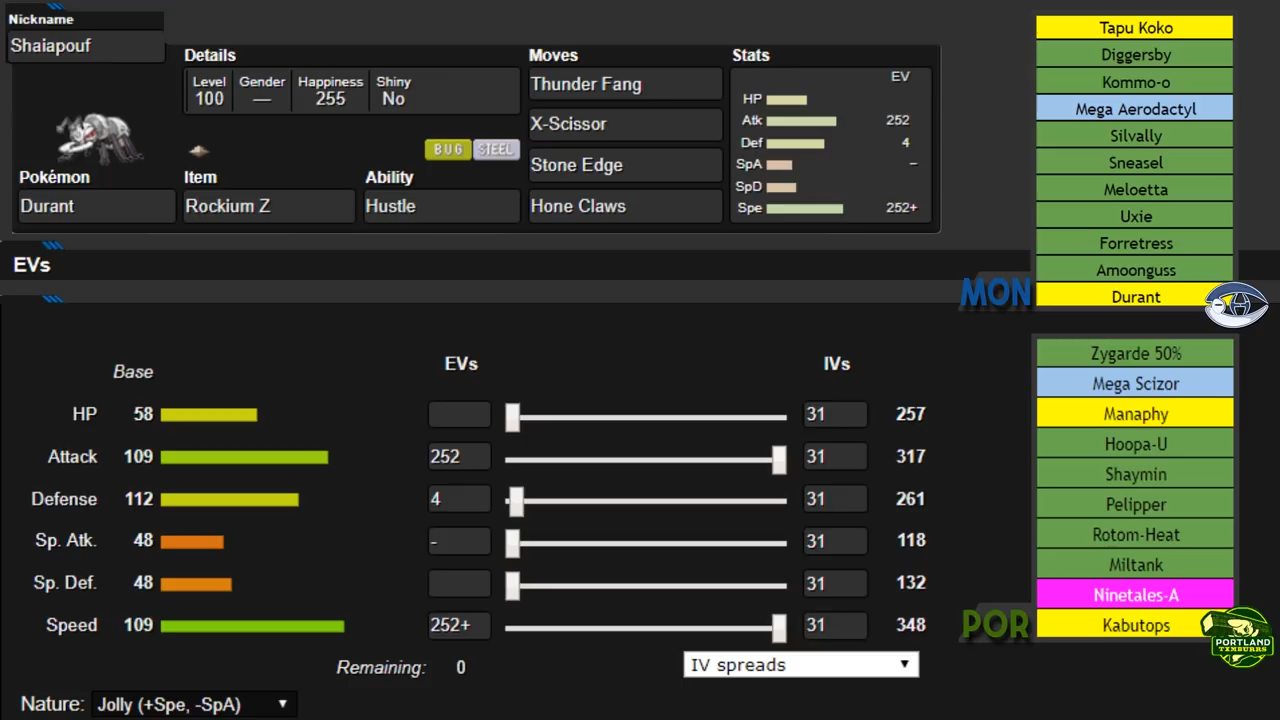 Nickname
Shaiapouf
Details
Level Gender Happiness Shiny
100 — 255 No
BUG STEEL
Pokémon Item Ability
Durant Rockium Z Hustle
Moves
Thunder Fang
X-Scissor
Stone Edge
Hone Claws
Stats
EV
HP
Atk 252
Def 4
SpA –
SpD
Spe 252+
EVs
Base EVs IVs
HP 58 31 257
Attack 109 252 31 317
Defense 112 4 31 261
Sp. Atk. 48 - 31 118
Sp. Def. 48 31 132
Speed 109 252+ 31 348
Remaining: 0
IV spreads
Nature: Jolly (+Spe, -SpA)
Tapu Koko
Diggersby
Kommo-o
Mega Aerodactyl
Silvally
Sneasel
Meloetta
Uxie
Forretress
Amoonguss
Durant
MON
Zygarde 50%
Mega Scizor
Manaphy
Hoopa-U
Shaymin
Pelipper
Rotom-Heat
Miltank
Ninetales-A
Kabutops
POR
PORTLAND
TIMBURRS